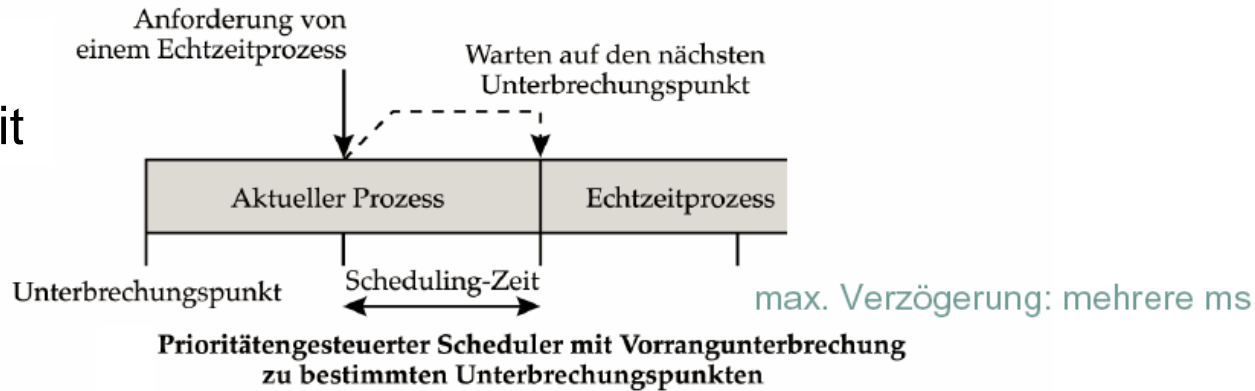 Anforderung von
einem Echtzeitprozess
Warten auf den nächsten
Unterbrechungspunkt
it
Aktueller Prozess
Echtzeitprozess
Unterbrechungspunkt
Scheduling-Zeit
max. Verzögerung: mehrere ms
Prioritätengesteuerter Scheduler mit Vorrangunterbrechung
zu bestimmten Unterbrechungspunkten